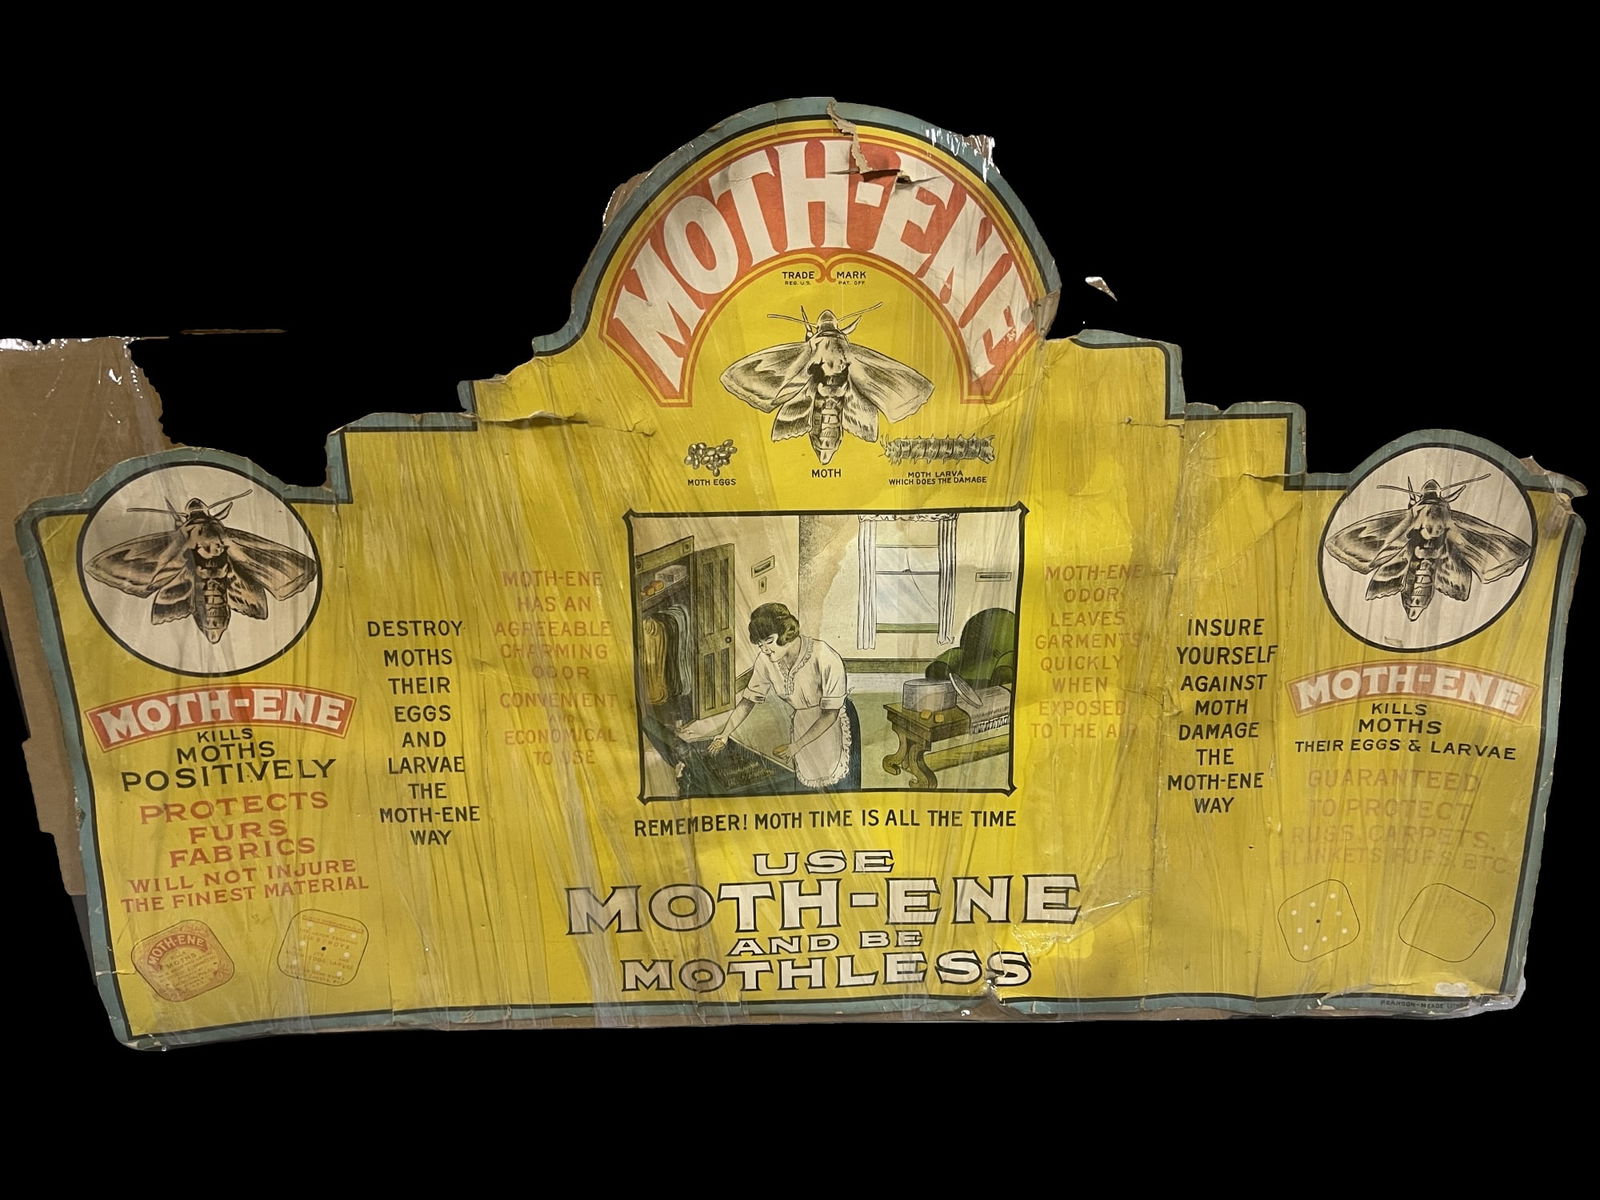 MOTH-ENE
TRADE MARK
REG. U.S. PAT. OFF.
MOTH EGGS
MOTH
MOTH LARVA
WHICH DOES THE DAMAGE
MOTH-ENE
KILLS
MOTHS
POSITIVELY
PROTECTS
FURS
FABRICS
WILL NOT INJURE
THE FINEST MATERIAL
MOTH-ENE
MOTHS
DESTROY
MOTHS
THEIR
EGGS
AND
LARVAE
THE
MOTH-ENE
WAY
MOTH-ENE
HAS AN
AGREEABLE
CHARMING
ODOR
CONVENIENT
AND
ECONOMICAL
TO USE
REMEMBER! MOTH TIME IS ALL THE TIME
USE
MOTH-ENE
AND BE
MOTHLESS
MOTH-ENE
ODOR
LEAVES
GARMENTS
QUICKLY
WHEN
EXPOSED
TO THE AIR
INSURE
YOURSELF
AGAINST
MOTH
DAMAGE
THE
MOTH-ENE
WAY
MOTH-ENE
KILLS
MOTHS
THEIR EGGS & LARVAE
GUARANTEED
TO PROTECT
RUGS, CARPETS,
BLANKETS, FURS, ETC.